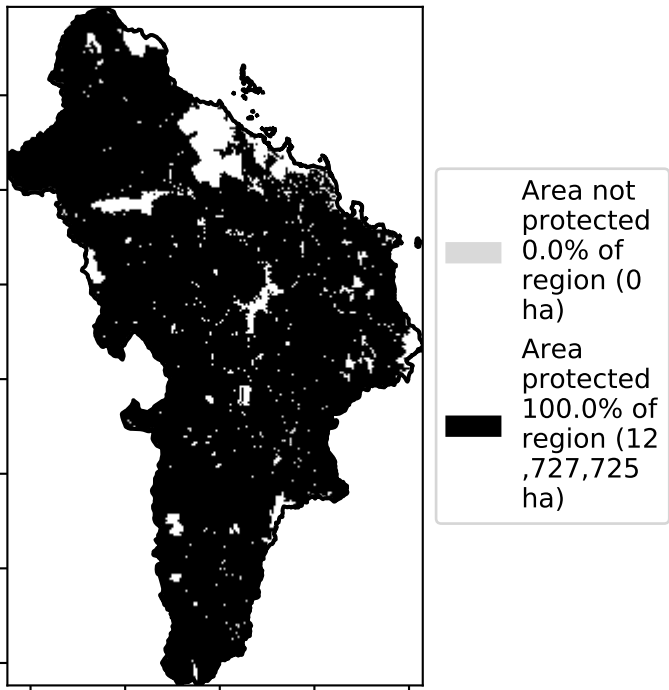 Area not
protected
0.0% of
region (0
ha)
Area
protected
100.0% of
region (12
,727,725
ha)